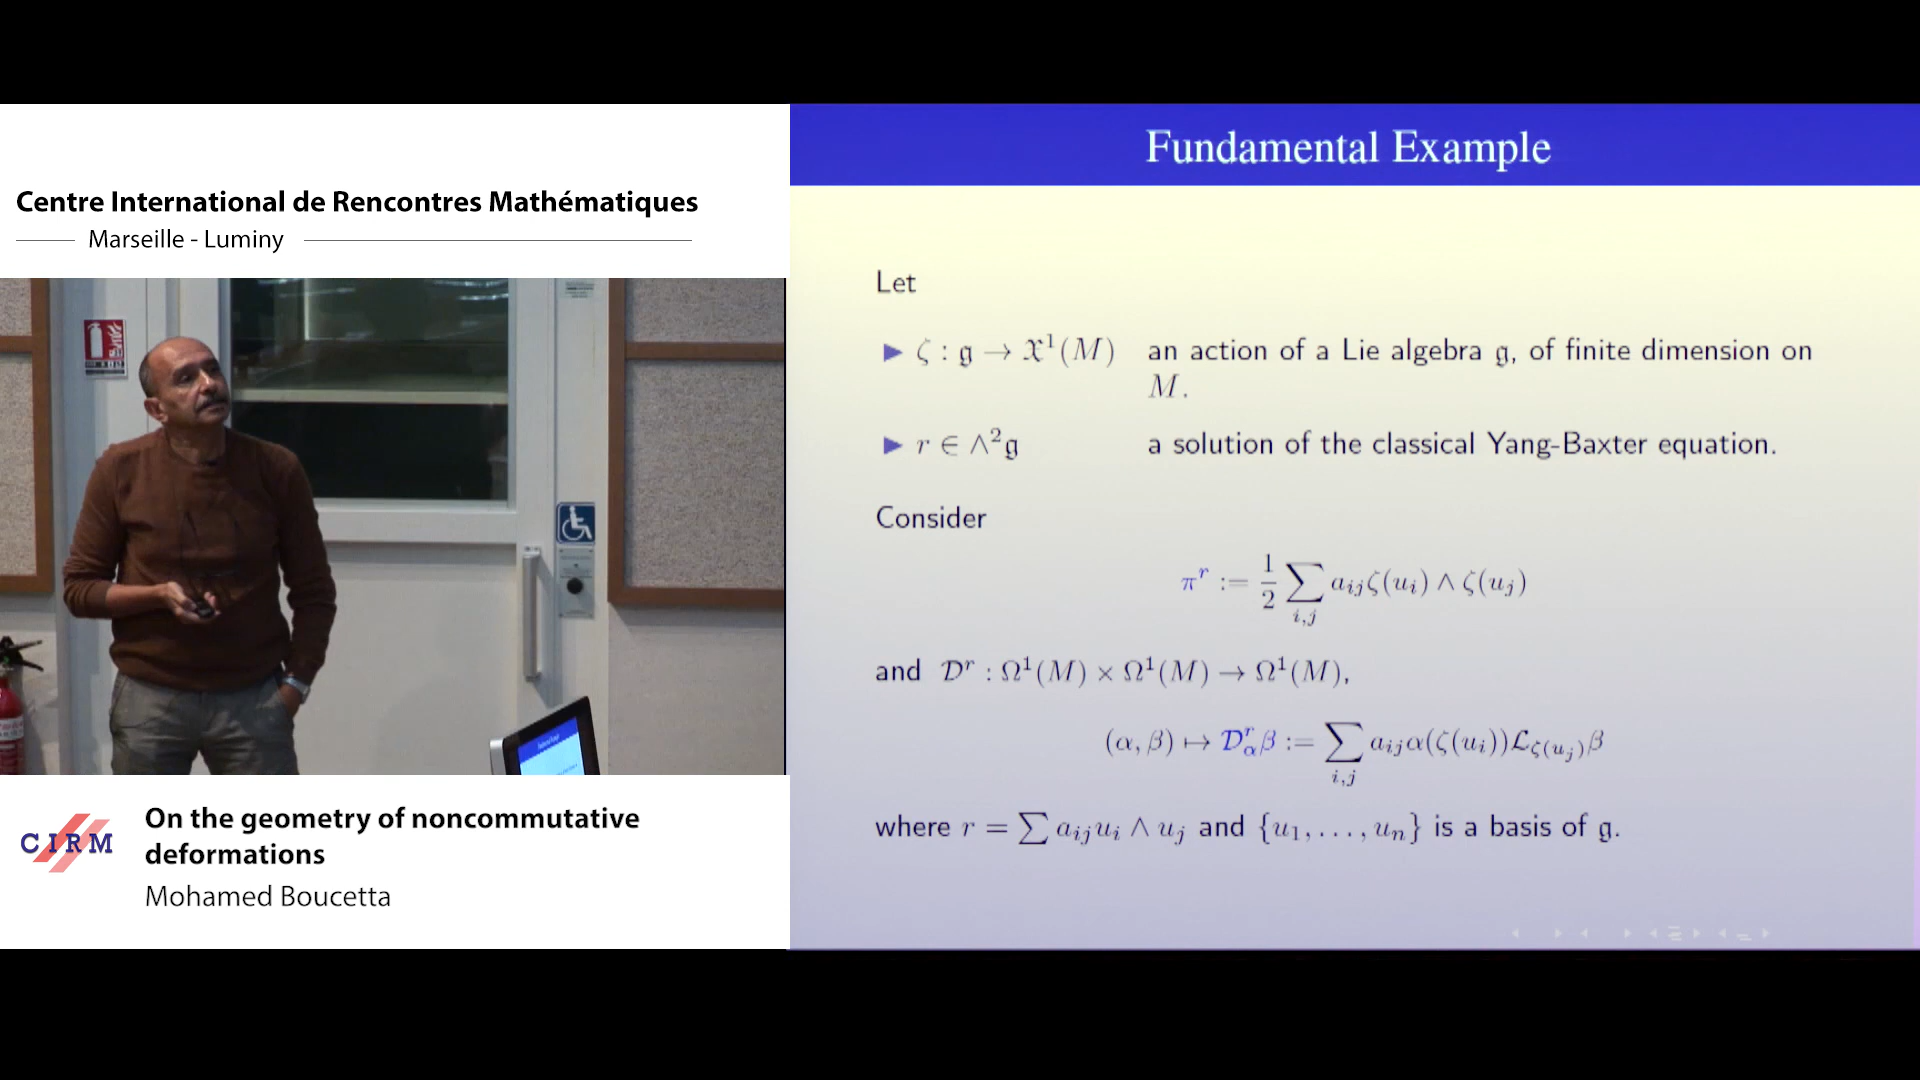 Centre International de Rencontres Mathématiques
Marseille - Luminy
CIRM
On the geometry of noncommutative
deformations
Mohamed Boucetta
Fundamental Example
Let
▶ ζ : 𝔤 → 𝔛¹(M) an action of a Lie algebra 𝔤, of finite dimension on
M.
▶ r ∈ ∧²𝔤 a solution of the classical Yang-Baxter equation.
Consider
πʳ := 1/2 ∑_{i,j} a_{ij}ζ(u_i) ∧ ζ(u_j)
and 𝒟ʳ : Ω¹(M) × Ω¹(M) → Ω¹(M),
(α, β) ↦ 𝒟ʳ_α β := ∑_{i,j} a_{ij}α(ζ(u_i))ℒ_{ζ(u_j)}β
where r = ∑ a_{ij}u_i ∧ u_j and {u_1, . . . , u_n} is a basis of 𝔤.